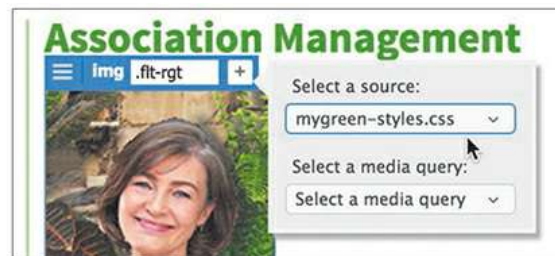 Association Management
img .flt-rgt +
Select a source:
mygreen-styles.css
Select a media query:
Select a media query